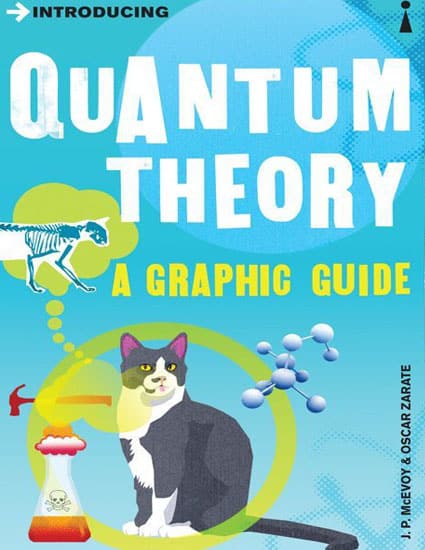 INTRODUCING
QUANTUM
THEORY
A GRAPHIC GUIDE
J. P. McEVOY & OSCAR ZARATE